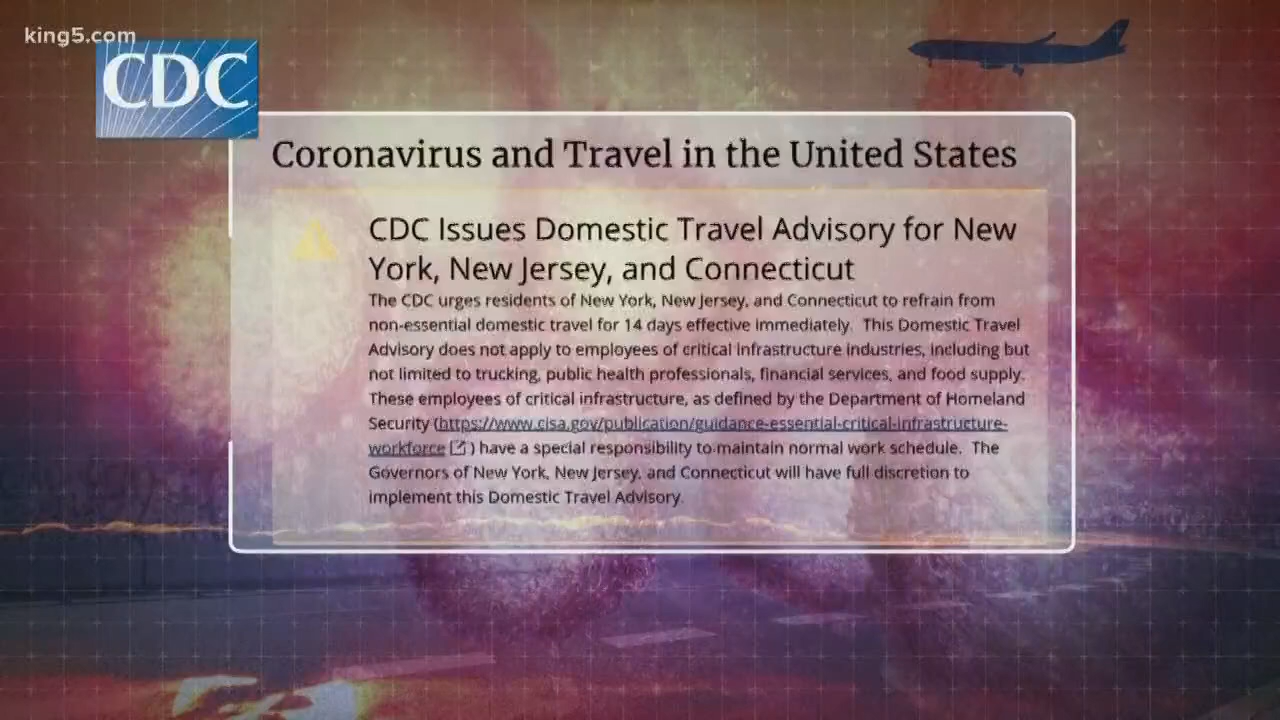 king5.com
CDC
Coronavirus and Travel in the United States
CDC Issues Domestic Travel Advisory for New
York, New Jersey, and Connecticut
The CDC urges residents of New York, New Jersey, and Connecticut to refrain from
non-essential domestic travel for 14 days effective immediately.  This Domestic Travel
Advisory does not apply to employees of critical infrastructure industries, including but
not limited to trucking, public health professionals, financial services, and food supply.
These employees of critical infrastructure, as defined by the Department of Homeland
Security (https://www.cisa.gov/publication/guidance-essential-critical-infrastructure-
workforce ) have a special responsibility to maintain normal work schedule.  The
Governors of New York, New Jersey, and Connecticut will have full discretion to
implement this Domestic Travel Advisory.